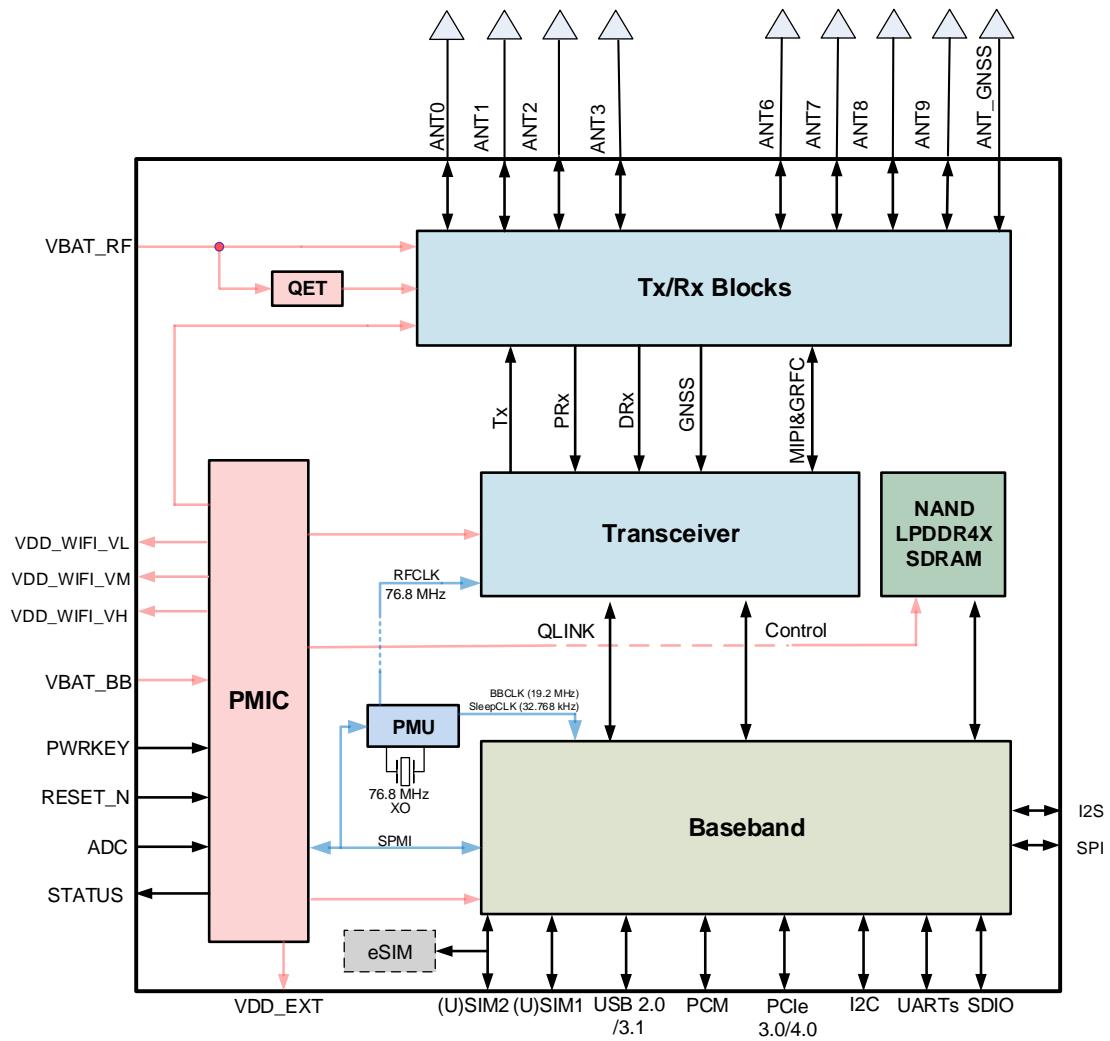 ANT0
ANT1
ANT2
ANT3
ANT6
ANT7
ANT8
ANT9
ANT_GNSS
VBAT_RF
QET
Tx/Rx Blocks
Tx
PRx
DRx
GNSS
MIPI&GRFC
Transceiver
NAND
LPDDR4X
SDRAM
VDD_WIFI_VL
VDD_WIFI_VM
VDD_WIFI_VH
RFCLK
76.8 MHz
QLINK
Control
VBAT_BB
PMIC
BBCLK (19.2 MHz)
SleepCLK (32.768 kHz)
PMU
PWRKEY
76.8 MHz
XO
RESET_N
Baseband
I2S
ADC
SPMI
SPI
STATUS
eSIM
VDD_EXT
(U)SIM2
(U)SIM1
USB 2.0
/3.1
PCM
PCIe
3.0/4.0
I2C
UARTs
SDIO